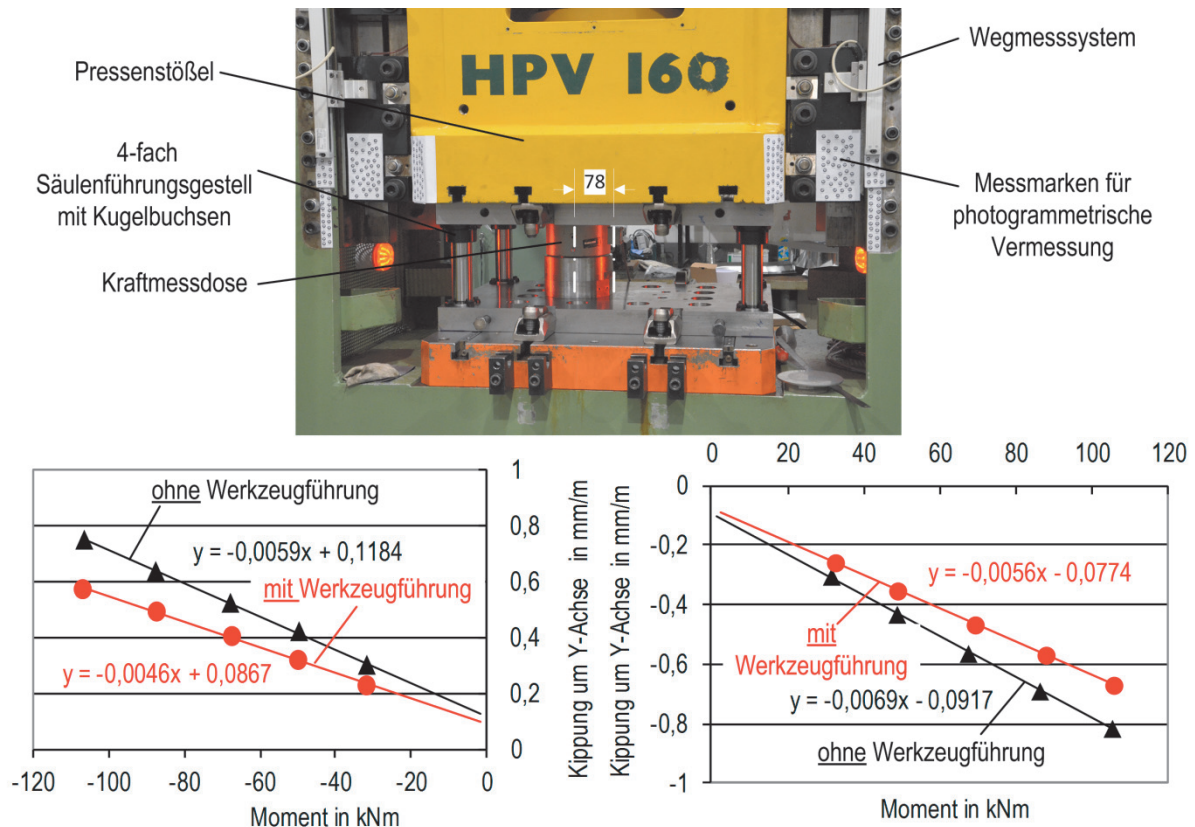 Pressenstößel
4-fach
Säulenführungsgestell
mit Kugelbuchsen
Kraftmessdose
HPV 160
78
Wegmesssystem
Messmarken für
photogrammetrische
Vermessung
ohne Werkzeugführung
y = -0,0059x + 0,1184
mit Werkzeugführung
y = -0,0046x + 0,0867
1
0,8
0,6
0,4
0,2
0
-120 -100 -80 -60 -40 -20 0
Moment in kNm
Kippung um Y-Achse in mm/m
Kippung um Y-Achse in mm/m
0 20 40 60 80 100 120
0
-0,2
-0,4
-0,6
-0,8
-1
y = -0,0056x - 0,0774
mit
Werkzeugführung
y = -0,0069x - 0,0917
ohne Werkzeugführung
Moment in kNm